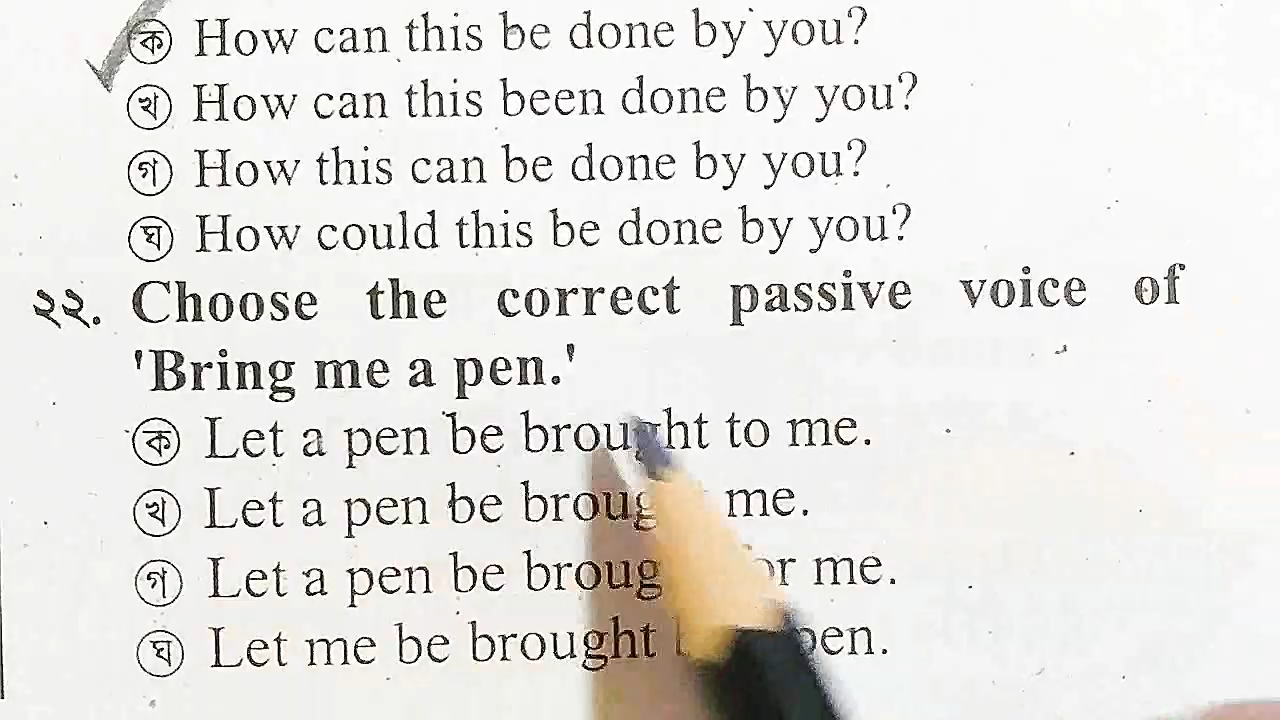 ক How can this be done by you?
খ How can this been done by you?
গ How this can be done by you?
ঘ How could this be done by you?
২২. Choose the correct passive voice of
'Bring me a pen.'
ক Let a pen be brought to me.
খ Let a pen be me.
গ Let a pen be me.
ঘ Let me be brought pen.